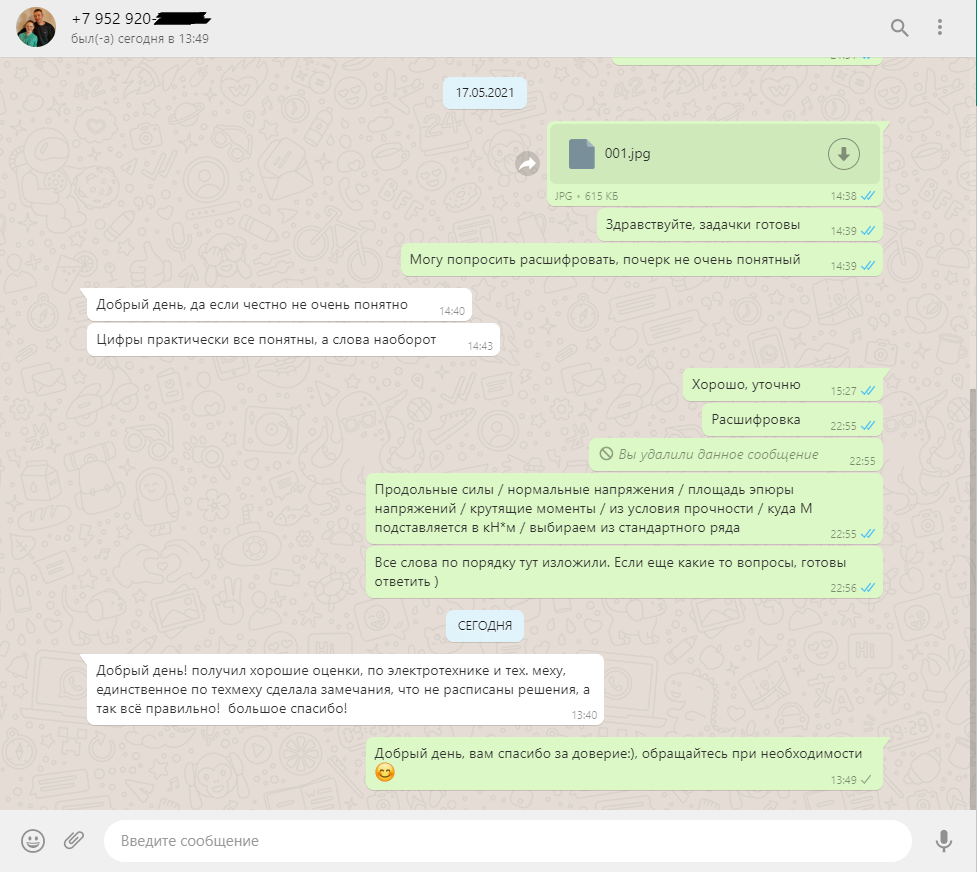 +7 952 920-
был(-а) сегодня в 13:49
17.05.2021
001.jpg
JPG • 615 КБ
14:38
Здравствуйте, задачки готовы
14:39
Могу попросить расшифровать, почерк не очень понятный
14:39
Добрый день, да если честно не очень понятно
14:40
Цифры практически все понятны, а слова наоборот
14:43
Хорошо, уточню
15:27
Расшифровка
22:55
Вы удалили данное сообщение
22:55
Продольные силы / нормальные напряжения / площадь эпюры
напряжений / крутящие моменты / из условия прочности / куда М
подставляется в кН*м / выбираем из стандартного ряда
22:55
Все слова по порядку тут изложили. Если еще какие то вопросы, готовы
ответить )
22:56
СЕГОДНЯ
Добрый день! получил хорошие оценки, по электротехнике и тех. меху,
единственное по техмеху сделала замечания, что не расписаны решения, а
так всё правильно! большое спасибо!
13:40
Добрый день, вам спасибо за доверие:), обращайтесь при необходимости
😊
13:49
Введите сообщение